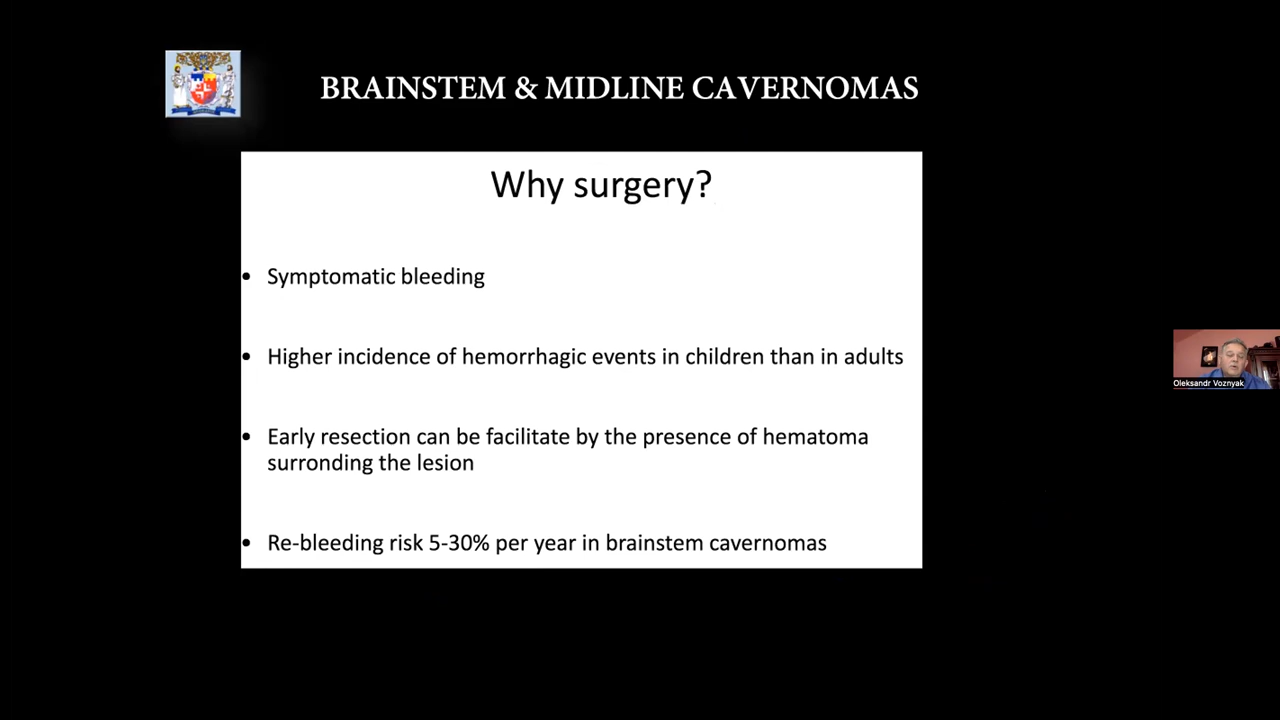 BRAINSTEM & MIDLINE CAVERNOMAS
Why surgery?
• Symptomatic bleeding
• Higher incidence of hemorrhagic events in children than in adults
• Early resection can be facilitate by the presence of hematoma
surronding the lesion
• Re-bleeding risk 5-30% per year in brainstem cavernomas
Oleksandr Voznyak